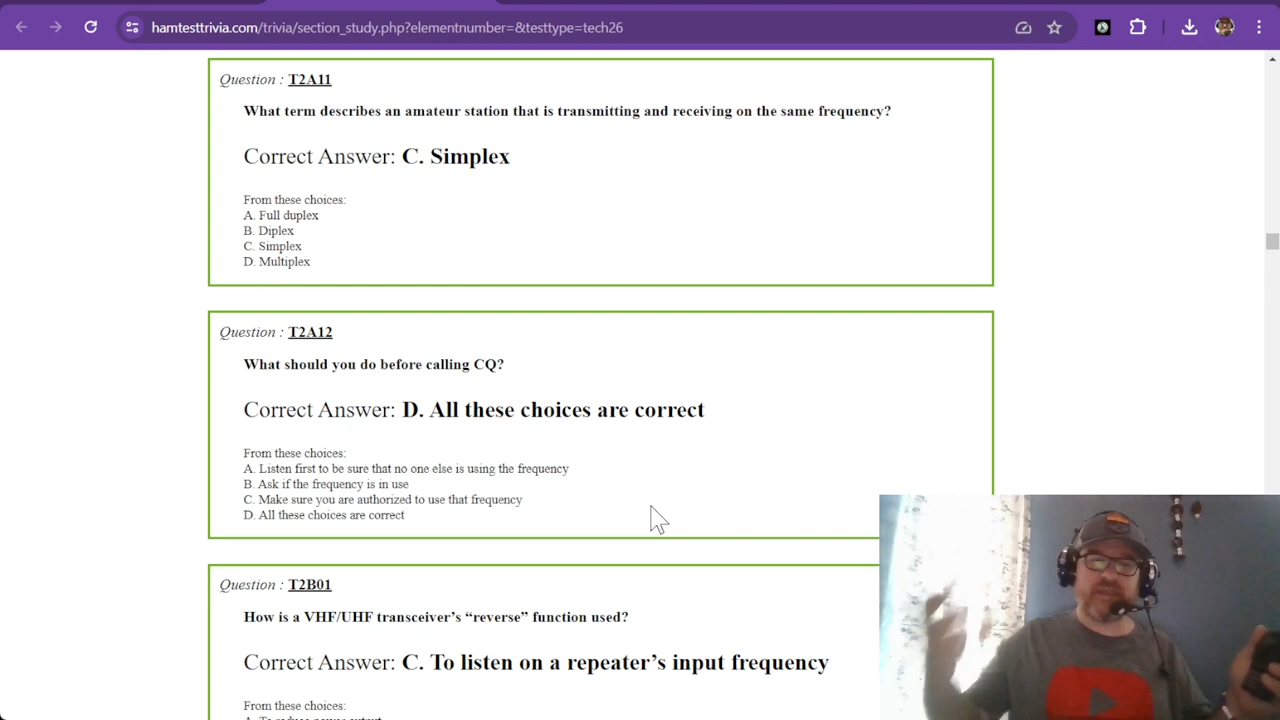 hamtesttrivia.com/trivia/section_study.php?elementnumber=&testtype=tech26
Question : T2A11
What term describes an amateur station that is transmitting and receiving on the same frequency?
Correct Answer: C. Simplex
From these choices:
A. Full duplex
B. Diplex
C. Simplex
D. Multiplex
Question : T2A12
What should you do before calling CQ?
Correct Answer: D. All these choices are correct
From these choices:
A. Listen first to be sure that no one else is using the frequency
B. Ask if the frequency is in use
C. Make sure you are authorized to use that frequency
D. All these choices are correct
Question : T2B01
How is a VHF/UHF transceiver’s “reverse” function used?
Correct Answer: C. To listen on a repeater’s input frequency
From these choices: